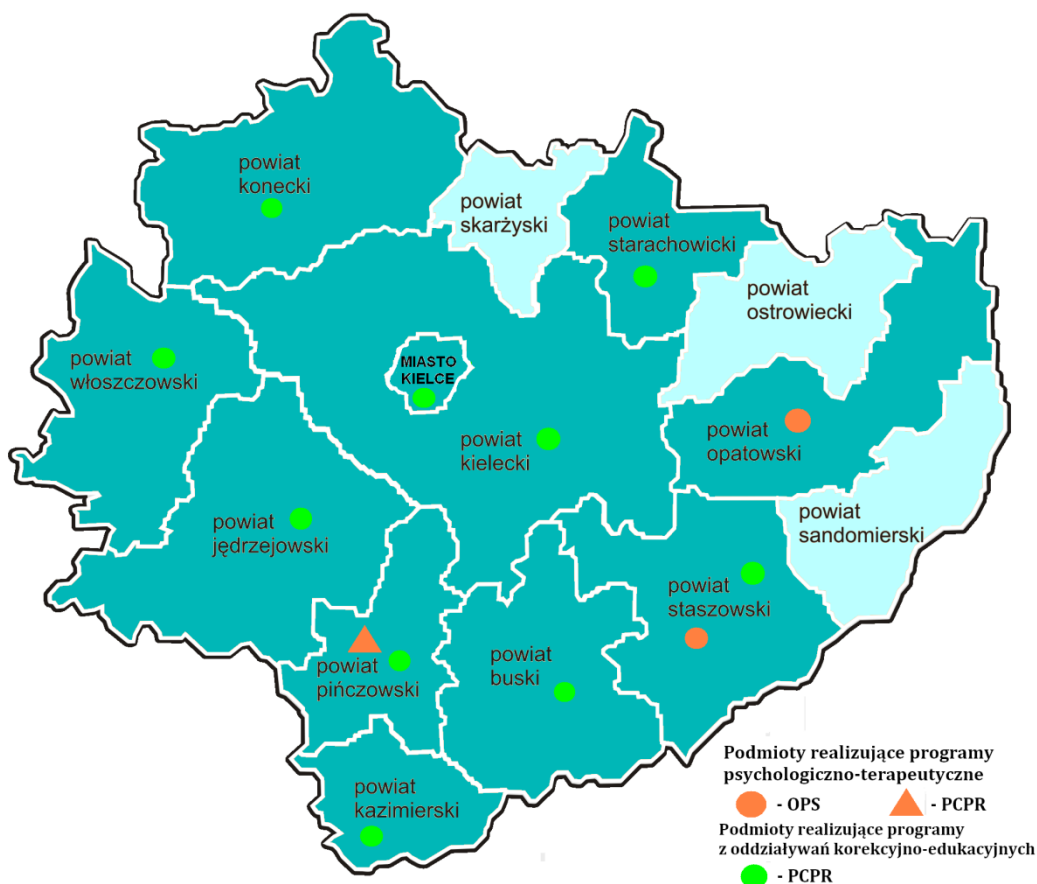 powiat
konecki
powiat
skarżyski
powiat
starachowicki
powiat
ostrowiecki
powiat
włoszczowski
MIASTO
KIELCE
powiat
kielecki
powiat
opatowski
powiat
jędrzejowski
powiat
sandomierski
powiat
staszowski
powiat
pińczowski
powiat
buski
powiat
kazimierski
Podmioty realizujące programy
psychologiczno-terapeutyczne
- OPS - PCPR
Podmioty realizujące programy
z oddziaływań korekcyjno-edukacyjnych
- PCPR